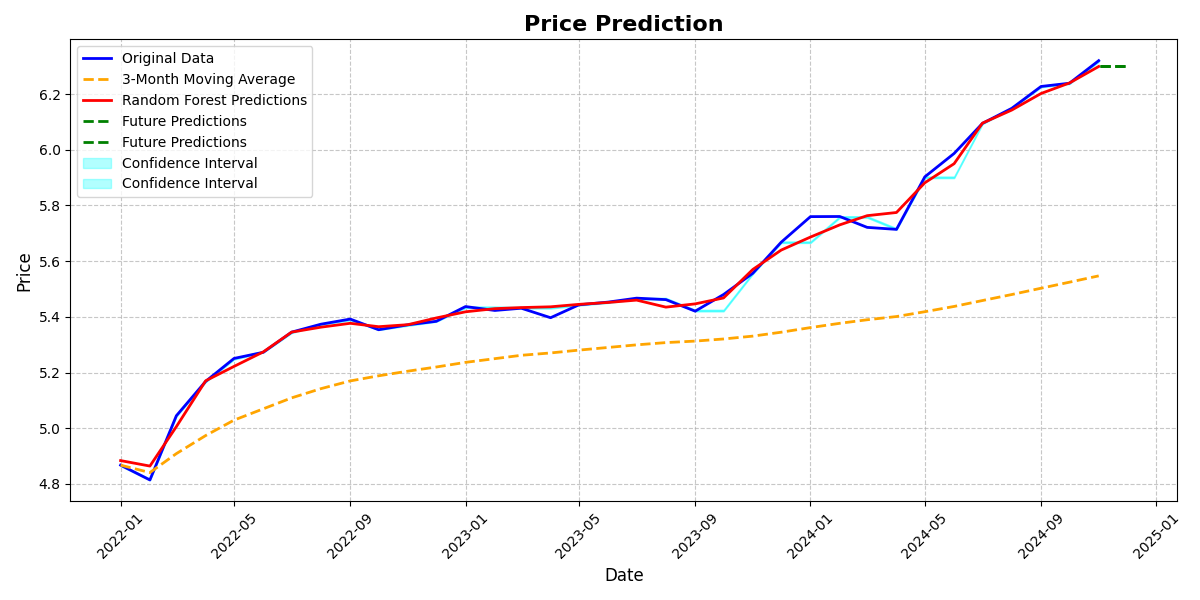 Price Prediction
Original Data
3-Month Moving Average
Random Forest Predictions
Future Predictions
Future Predictions
Confidence Interval
Confidence Interval
Price
6.2
6.0
5.8
5.6
5.4
5.2
5.0
4.8
2022-01
2022-05
2022-09
2023-01
2023-05
2023-09
2024-01
2024-05
2024-09
2025-01
Date